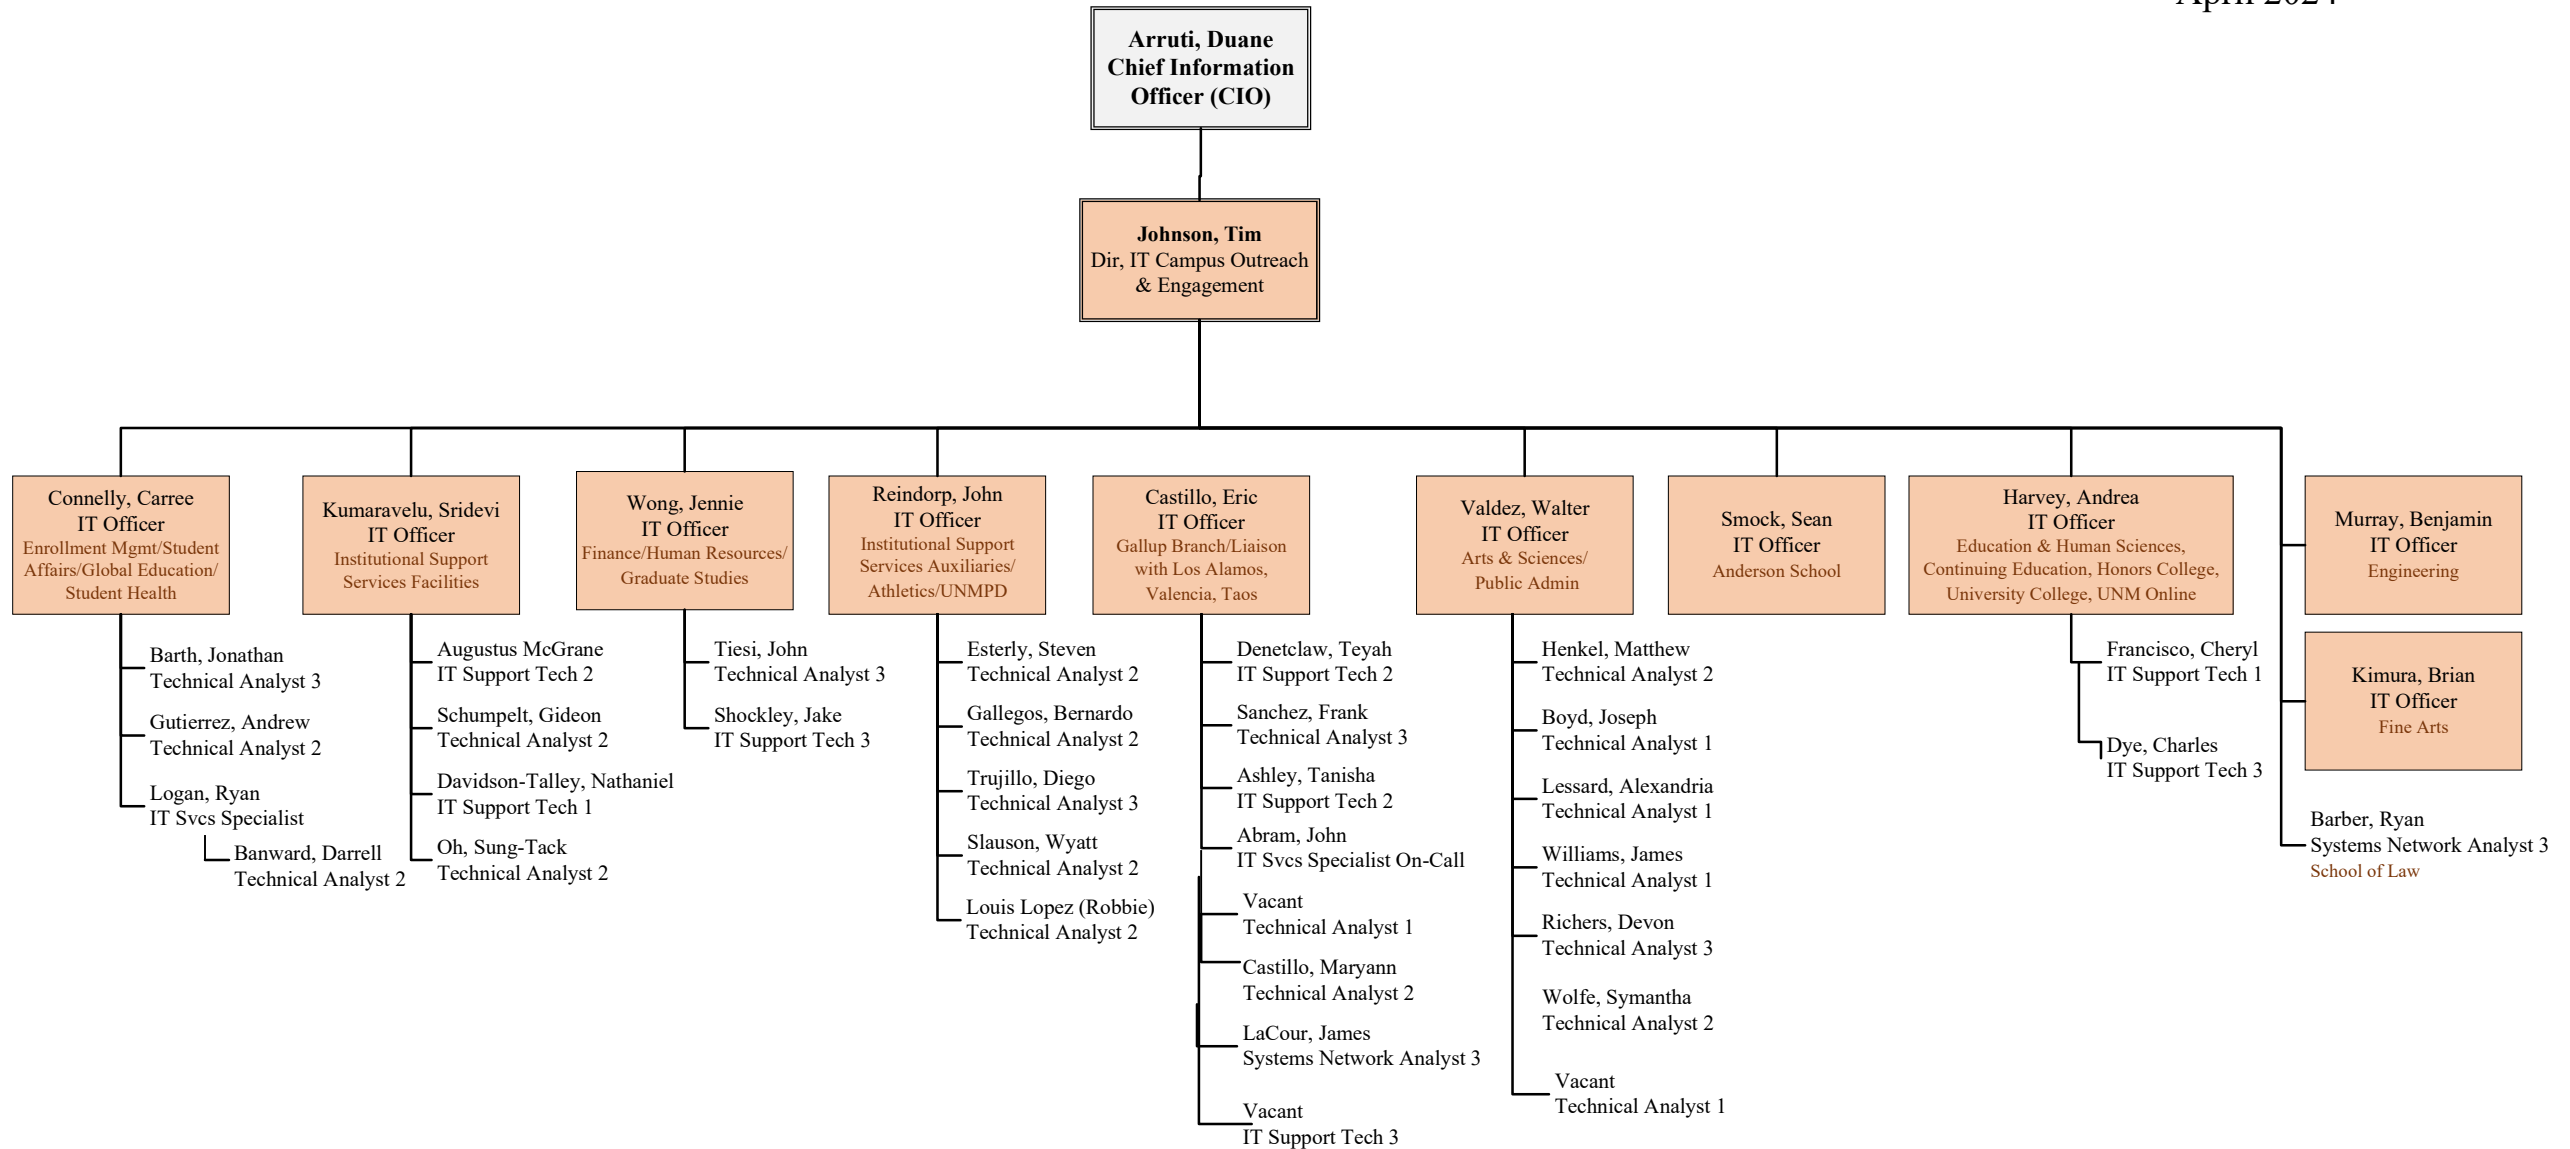 April 2024
Arruti, Duane
Chief Information
Officer (CIO)
Johnson, Tim
Dir, IT Campus Outreach
& Engagement
Connelly, Carree
IT Officer
Enrollment Mgmt/Student
Affairs/Global Education/
Student Health
Barth, Jonathan
Technical Analyst 3
Gutierrez, Andrew
Technical Analyst 2
Logan, Ryan
IT Svcs Specialist
Banward, Darrell
Technical Analyst 2
Kumaravelu, Sridevi
IT Officer
Institutional Support
Services Facilities
Augustus McGrane
IT Support Tech 2
Schumpelt, Gideon
Technical Analyst 2
Davidson-Talley, Nathaniel
IT Support Tech 1
Oh, Sung-Tack
Technical Analyst 2
Wong, Jennie
IT Officer
Finance/Human Resources/
Graduate Studies
Tiesi, John
Technical Analyst 3
Shockley, Jake
IT Support Tech 3
Reindorp, John
IT Officer
Institutional Support
Services Auxiliaries/
Athletics/UNMPD
Esterly, Steven
Technical Analyst 2
Gallegos, Bernardo
Technical Analyst 2
Trujillo, Diego
Technical Analyst 3
Slauson, Wyatt
Technical Analyst 2
Louis Lopez (Robbie)
Technical Analyst 2
Castillo, Eric
IT Officer
Gallup Branch/Liaison
with Los Alamos,
Valencia, Taos
Denetclaw, Teyah
IT Support Tech 2
Sanchez, Frank
Technical Analyst 3
Ashley, Tanisha
IT Support Tech 2
Abram, John
IT Svcs Specialist On-Call
Vacant
Technical Analyst 1
Castillo, Maryann
Technical Analyst 2
LaCour, James
Systems Network Analyst 3
Vacant
IT Support Tech 3
Valdez, Walter
IT Officer
Arts & Sciences/
Public Admin
Henkel, Matthew
Technical Analyst 2
Boyd, Joseph
Technical Analyst 1
Lessard, Alexandria
Technical Analyst 1
Williams, James
Technical Analyst 1
Richers, Devon
Technical Analyst 3
Wolfe, Symantha
Technical Analyst 2
Vacant
Technical Analyst 1
Smock, Sean
IT Officer
Anderson School
Harvey, Andrea
IT Officer
Education & Human Sciences,
Continuing Education, Honors College,
University College, UNM Online
Francisco, Cheryl
IT Support Tech 1
Dye, Charles
IT Support Tech 3
Murray, Benjamin
IT Officer
Engineering
Kimura, Brian
IT Officer
Fine Arts
Barber, Ryan
Systems Network Analyst 3
School of Law